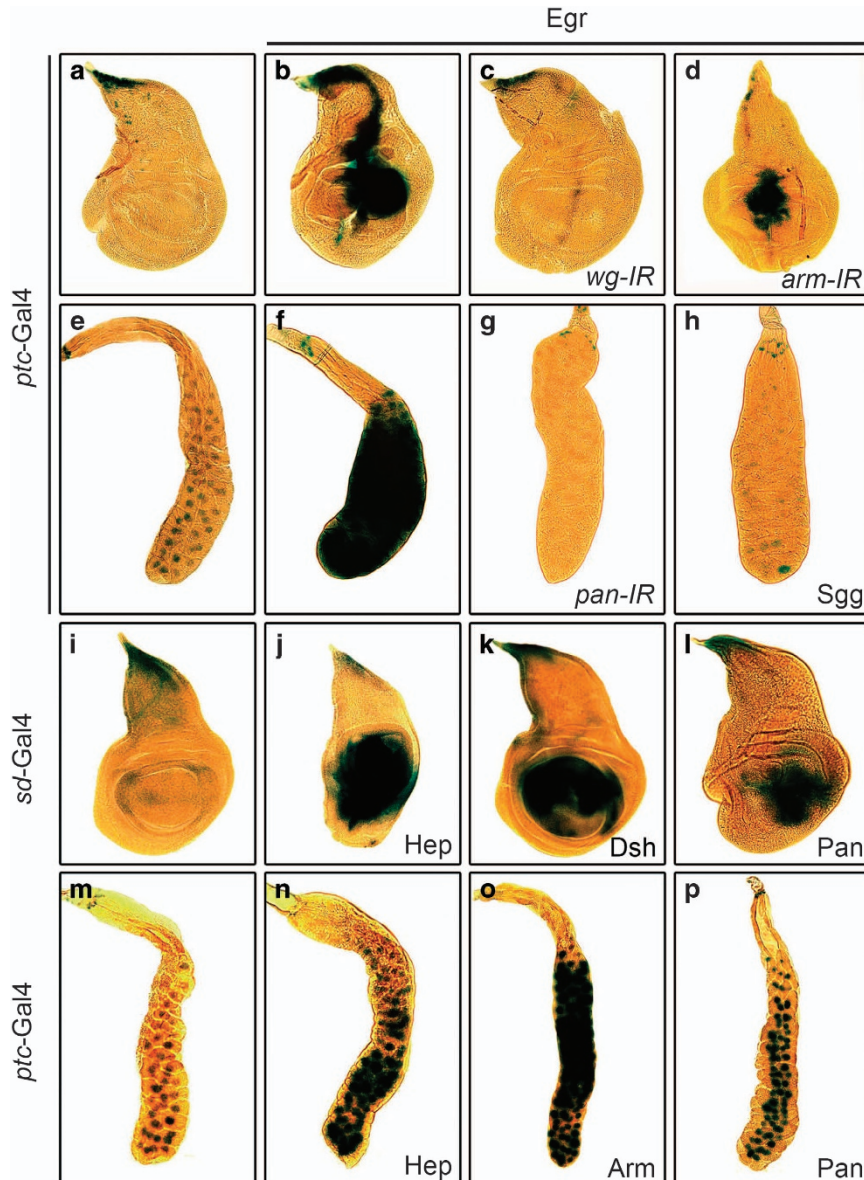 Egr
a
b
c
d
wg-IR
arm-IR
ptc-Gal4
e
f
g
h
pan-IR
Sgg
sd-Gal4
i
j
k
l
Hep
Dsh
Pan
ptc-Gal4
m
n
o
p
Hep
Arm
Pan